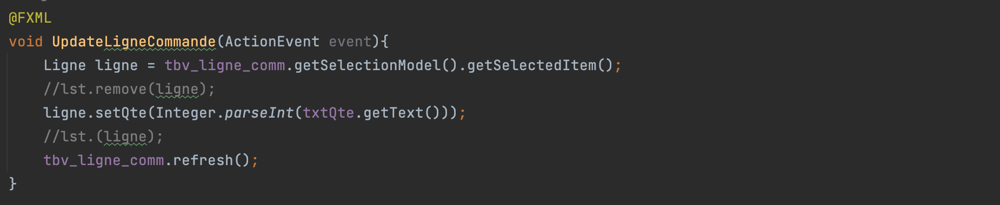 @FXML
void UpdateLigneCommande(ActionEvent event){
    Ligne ligne = tbv_ligne_comm.getSelectionModel().getSelectedItem();
    //lst.remove(ligne);
    ligne.setQte(Integer.parseInt(txtQte.getText()));
    //lst.(ligne);
    tbv_ligne_comm.refresh();
}